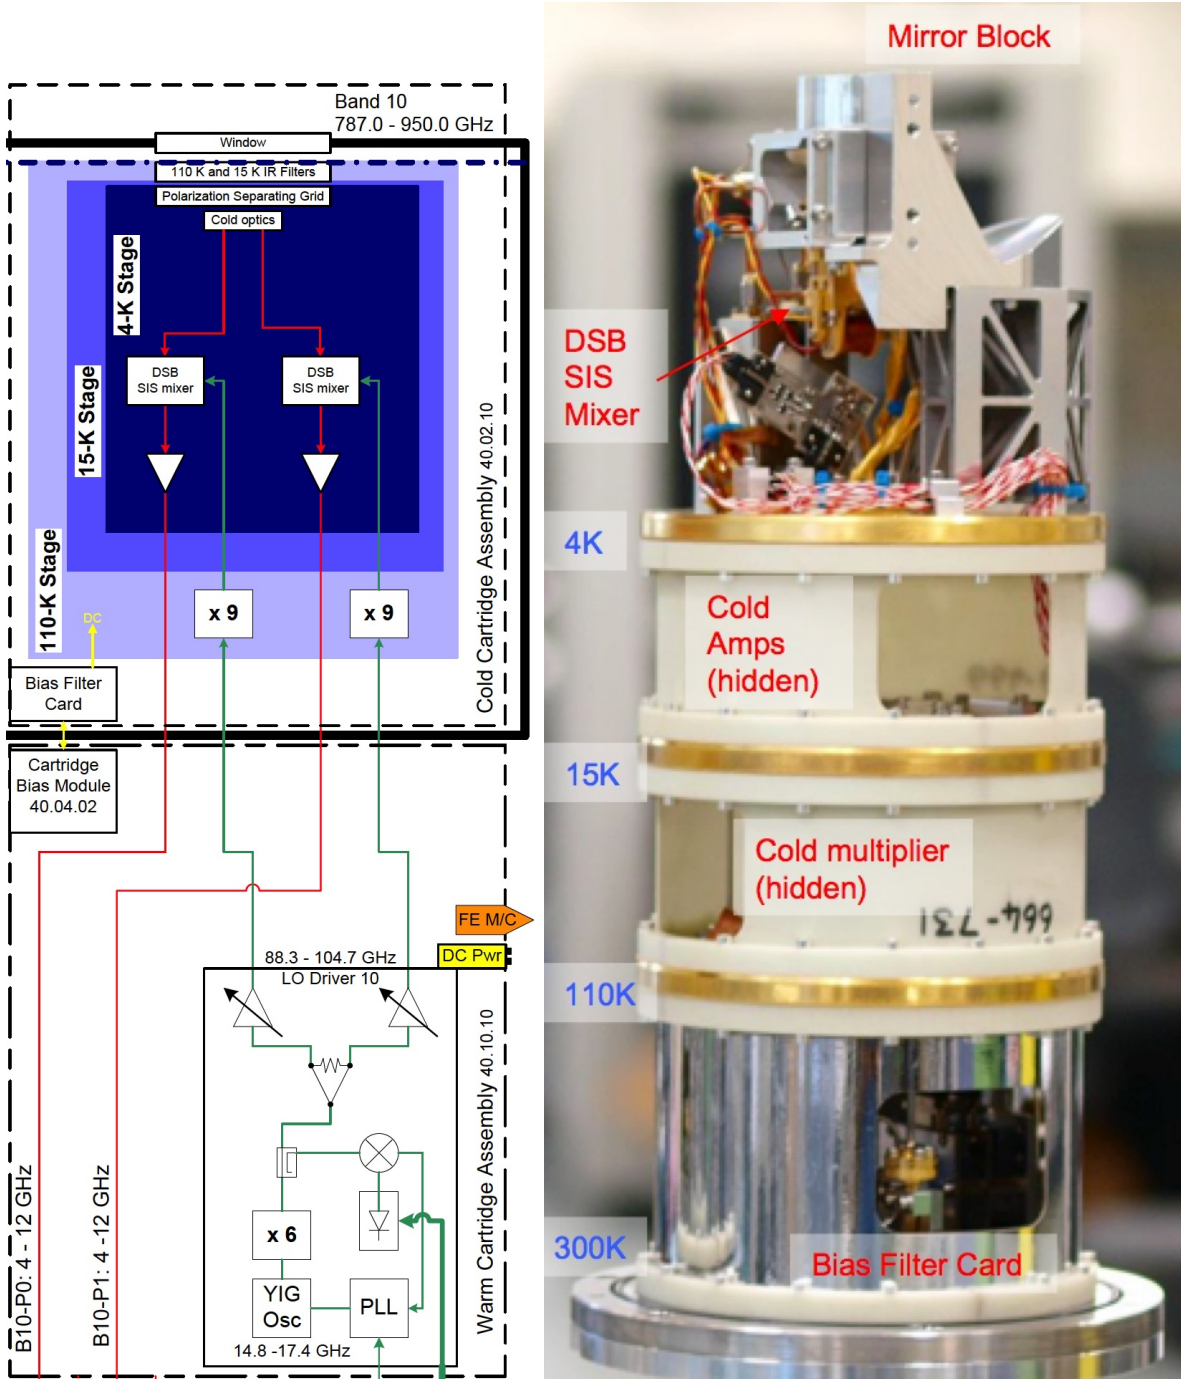 Band 10
787.0 - 950.0 GHz
Window
110 K and 15 K IR Filters
Polarization Separating Grid
Cold optics
4-K Stage
15-K Stage
110-K Stage
DSB
SIS mixer
DSB
SIS mixer
x 9
x 9
DC
Bias Filter
Card
Cold Cartridge Assembly 40.02.10
Cartridge
Bias Module
40.04.02
FE M/C
DC Pwr
88.3 - 104.7 GHz
LO Driver 10
x 6
YIG
Osc
PLL
14.8 -17.4 GHz
B10-P0: 4 - 12 GHz
B10-P1: 4 -12 GHz
Warm Cartridge Assembly 40.10.10
Mirror Block
DSB
SIS
Mixer
4K
Cold
Amps
(hidden)
15K
Cold multiplier
(hidden)
664-731
110K
300K
Bias Filter Card